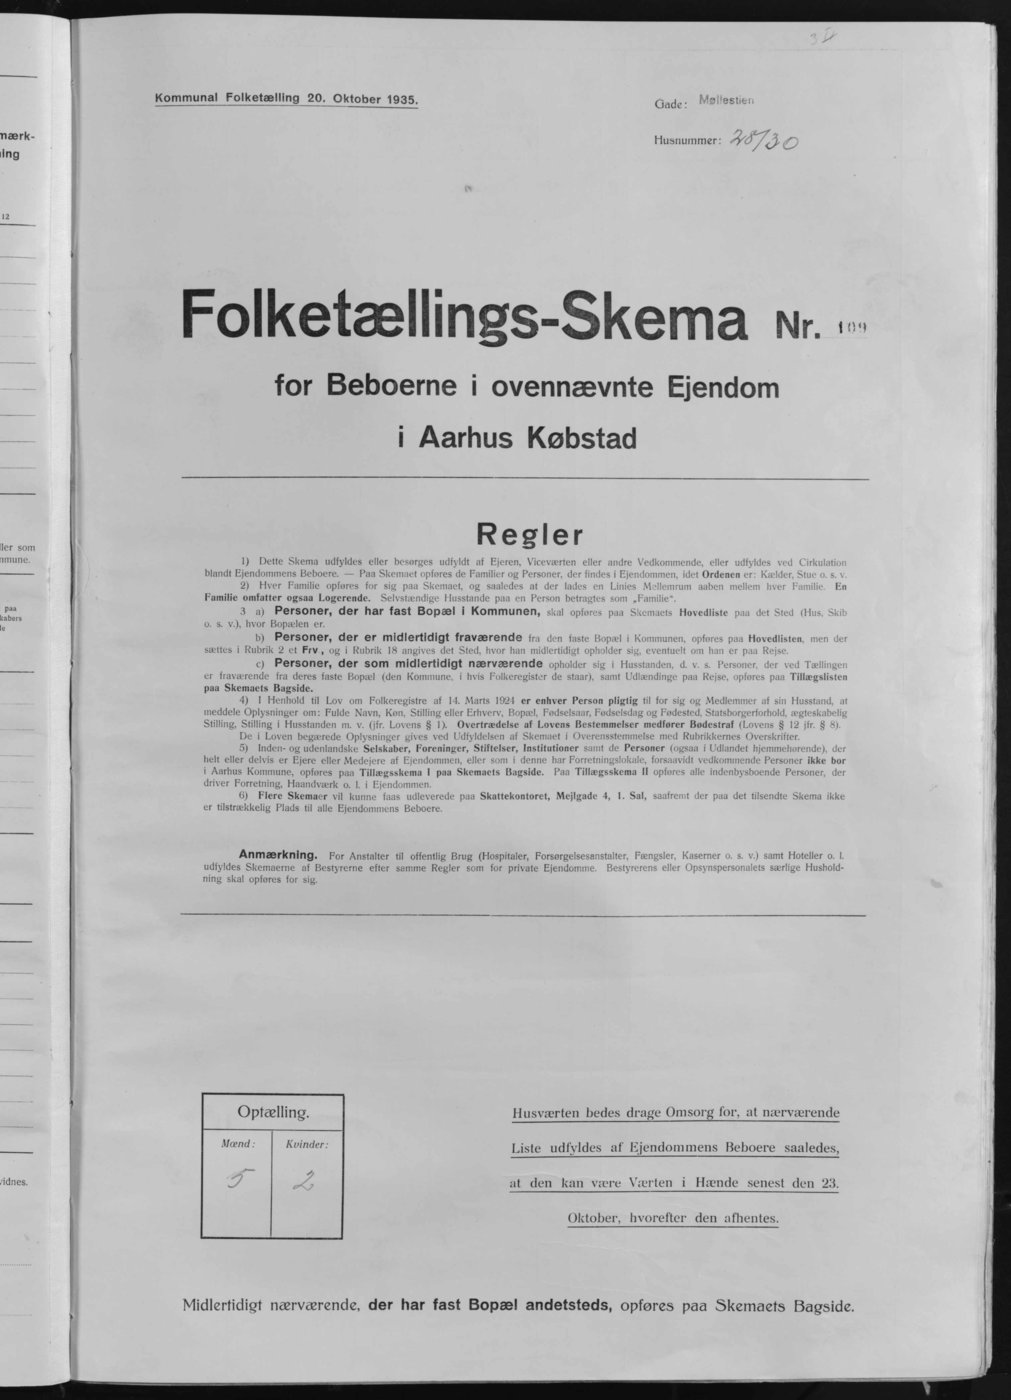 Kommunal Folketælling 20. Oktober 1935.
Gade: Møllestien
Husnummer: 28/30
Folketællings-Skema Nr. 109
for Beboerne i ovennævnte Ejendom
i Aarhus Købstad
Regler
1) Dette Skema udfyldes eller besørges udfyldt af Ejeren, Viceværten eller andre Vedkommende, eller udfyldes ved Cirkulation
blandt Ejendommens Beboere. — Paa Skemaet opføres de Familier og Personer, der findes i Ejendommen, idet Ordenen er: Kælder, Stue o. s. v.
2) Hver Familie opføres for sig paa Skemaet, og saaledes at der lades en Linies Mellemrum aaben mellem hver Familie. En
Familie omfatter ogsaa Logerende. Selvstændige Husstande paa en Person betragtes som „Familie“.
3 a) Personer, der har fast Bopæl i Kommunen, skal opføres paa Skemaets Hovedliste paa det Sted (Hus, Skib
o. s. v.), hvor Bopælen er.
b) Personer, der er midlertidigt fraværende fra den faste Bopæl i Kommunen, opføres paa Hovedlisten, men der
sættes i Rubrik 2 et Frv., og i Rubrik 18 angives det Sted, hvor han midlertidigt opholder sig, eventuelt om han er paa Rejse.
c) Personer, der som midlertidigt nærværende opholder sig i Husstanden, d. v. s. Personer, der ved Tællingen
er fraværende fra deres faste Bopæl (den Kommune, i hvis Folkeregister de staar), samt Udlændinge paa Rejse, opføres paa Tillægslisten
paa Skemaets Bagside.
4) I Henhold til Lov om Folkeregistre af 14. Marts 1924 er enhver Person pligtig til for sig og Medlemmer af sin Husstand, at
meddele Oplysninger om: Fulde Navn, Køn, Stilling eller Erhverv, Bopæl, Fødselsaar, Fødselsdag og Fødested, Statsborgerforhold, ægteskabelig
Stilling, Stilling i Husstanden m. v. (jfr. Lovens § 1). Overtrædelse af Lovens Bestemmelser medfører Bødestraf (Lovens § 12 jfr. § 8).
De i Loven begærede Oplysninger gives ved Udfyldelsen af Skemaet i Overensstemmelse med Rubrikkernes Overskrifter.
5) Inden- og udenlandske Selskaber, Foreninger, Stiftelser, Institutioner samt de Personer (ogsaa i Udlandet hjemmehørende), der
helt eller delvis er Ejere eller Medejere af Ejendommen, eller som i denne har Forretningslokale, forsaavidt vedkommende Personer ikke bor
i Aarhus Kommune, opføres paa Tillægsskema I paa Skemaets Bagside. Paa Tillægsskema II opføres alle indenbysboende Personer, der
driver Forretning, Haandværk o. l. i Ejendommen.
6) Flere Skemaer vil kunne faas udleverede paa Skattekontoret, Mejlgade 4, 1. Sal, saafremt der paa det tilsendte Skema ikke
er tilstrækkelig Plads til alle Ejendommens Beboere.
Anmærkning. For Anstalter til offentlig Brug (Hospitaler, Forsørgelsesanstalter, Fængsler, Kaserner o. s. v.) samt Hoteller o. l.
udfyldes Skemaerne af Bestyrerne efter samme Regler som for private Ejendomme. Bestyrerens eller Opsynspersonalets særlige Hushold-
ning skal opføres for sig.
Optælling.
Mænd: Kvinder:
5 2
Husværten bedes drage Omsorg for, at nærværende
Liste udfyldes af Ejendommens Beboere saaledes,
at den kan være Værten i Hænde senest den 23.
Oktober, hvorefter den afhentes.
Midlertidigt nærværende, der har fast Bopæl andetsteds, opføres paa Skemaets Bagside.